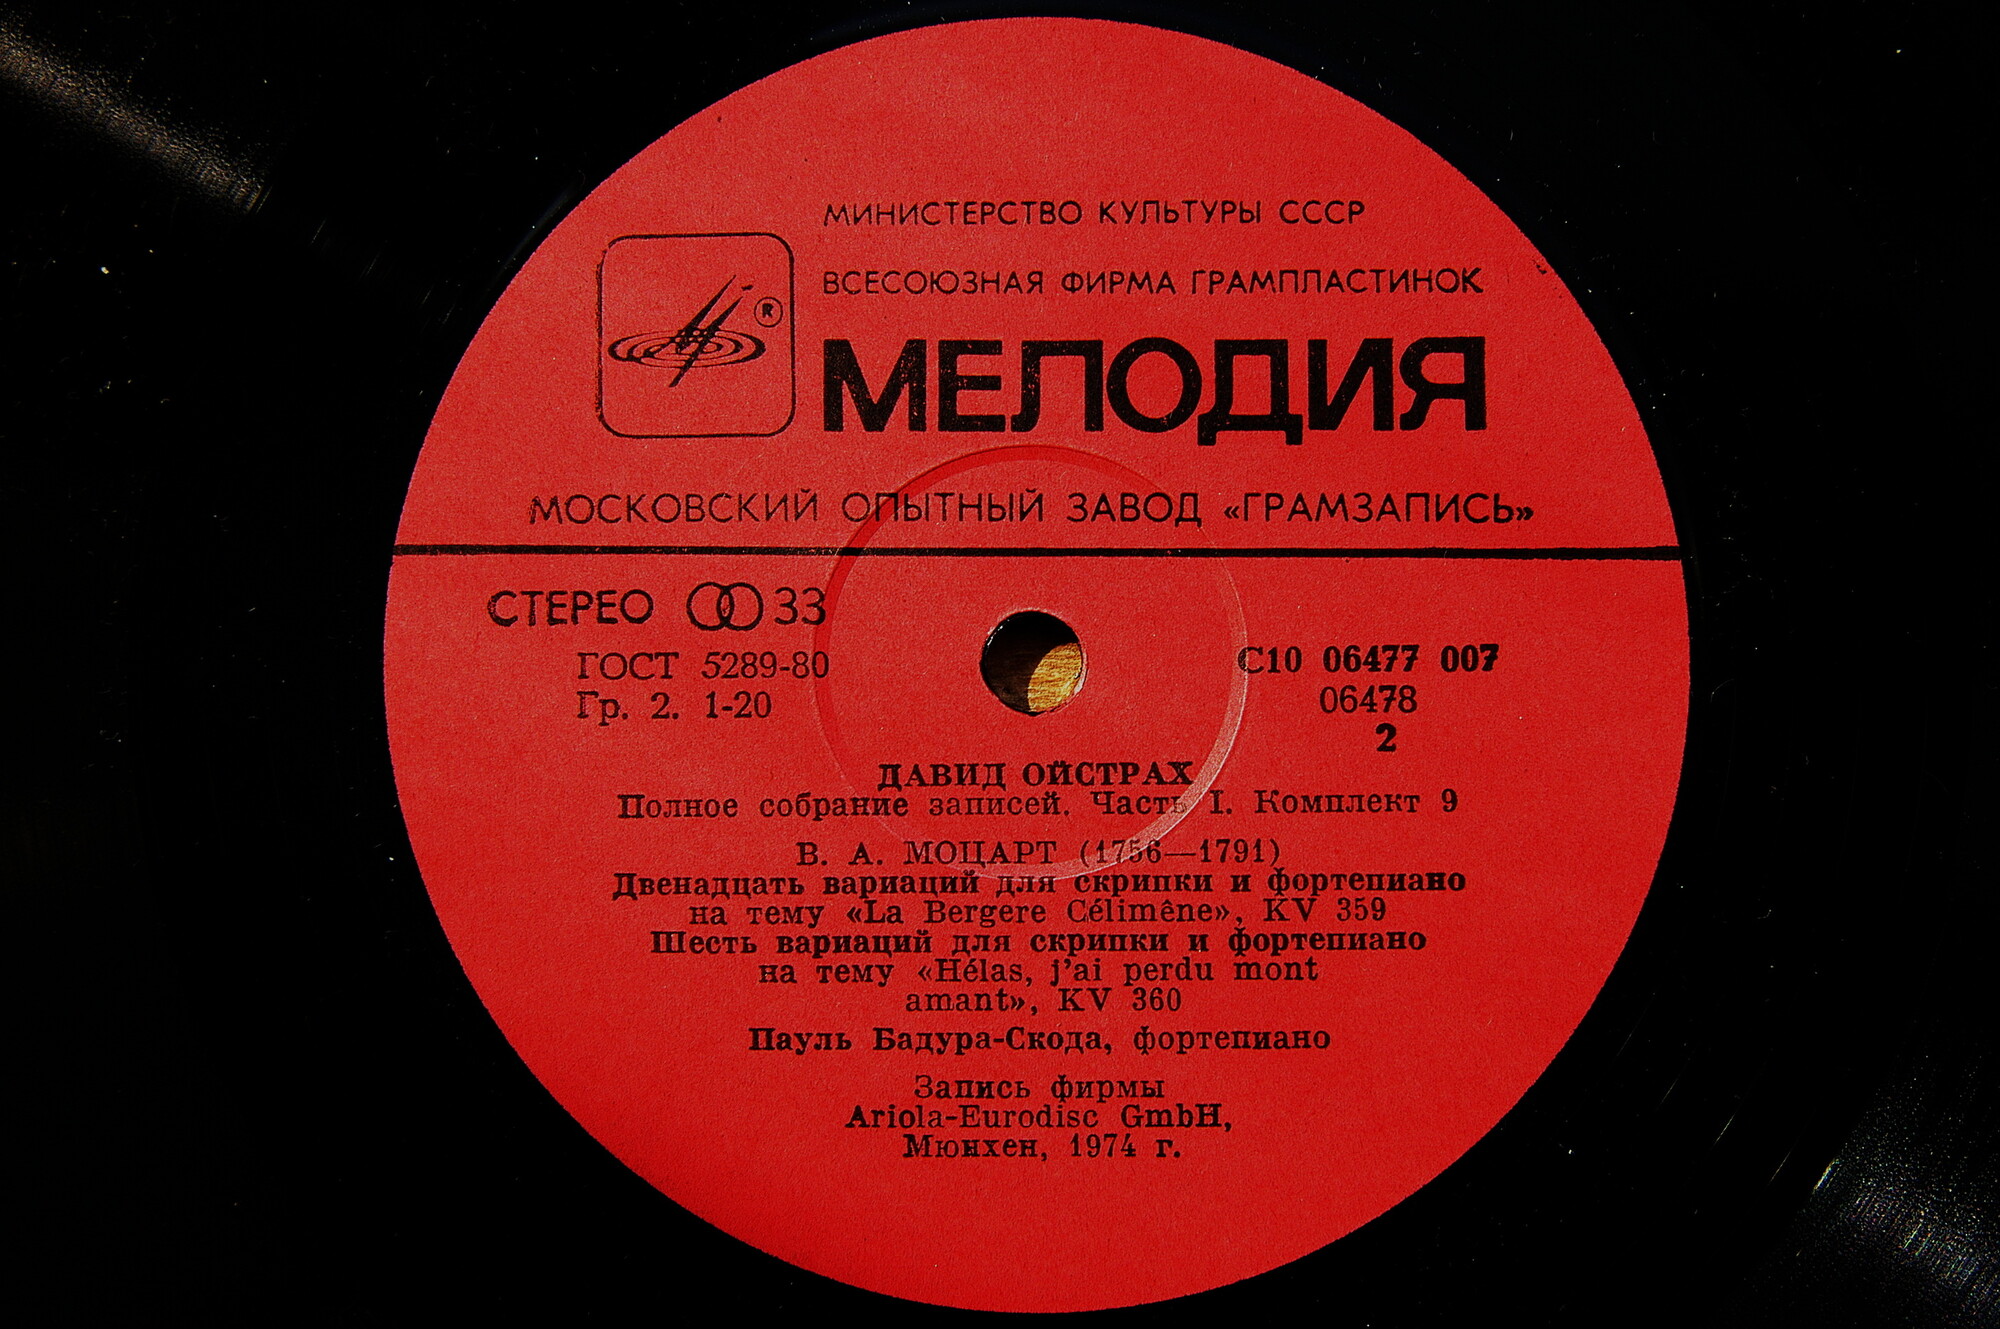 МИНИСТЕРСТВО КУЛЬТУРЫ СССР
ВСЕСОЮЗНАЯ ФИРМА ГРАМПЛАСТИНОК
®
МЕЛОДИЯ
МОСКОВСКИЙ ОПЫТНЫЙ ЗАВОД «ГРАМЗАПИСЬ»
СТЕРЕО 33
ГОСТ 5289-80
Гр. 2. 1-20
С10 06477 007
06478
2
ДАВИД ОЙСТРАХ
Полное собрание записей. Часть I. Комплект 9
В. А. МОЦАРТ (1756—1791)
Двенадцать вариаций для скрипки и фортепиано
на тему «La Bergere Célimêne», KV 359
Шесть вариаций для скрипки и фортепиано
на тему «Hélas, j'ai perdu mont
amant», KV 360
Пауль Бадура-Скода, фортепиано
Запись фирмы
Ariola-Eurodisc GmbH,
Мюнхен, 1974 г.